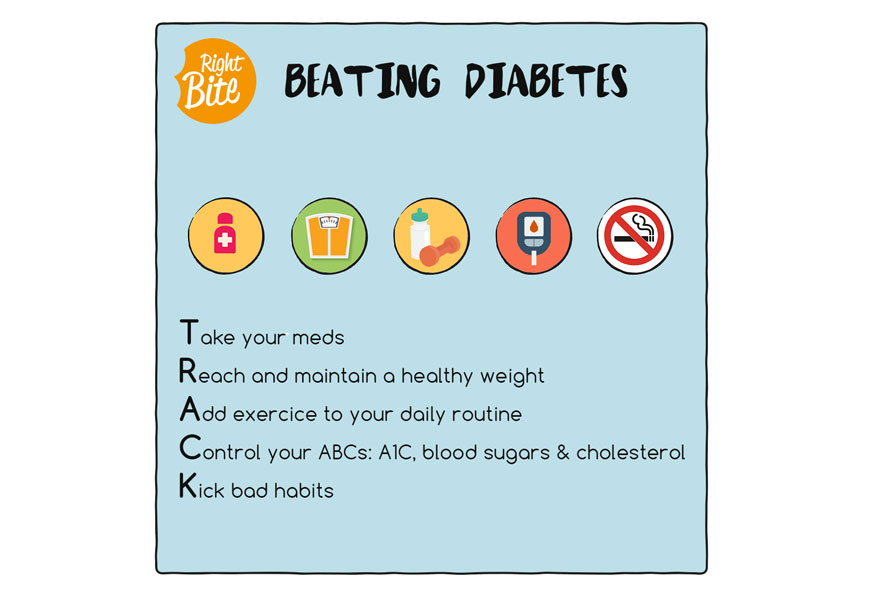 Right
Bite
BEATING DIABETES
Take your meds
Reach and maintain a healthy weight
Add exercice to your daily routine
Control your ABCs: A1C, blood sugars & cholesterol
Kick bad habits